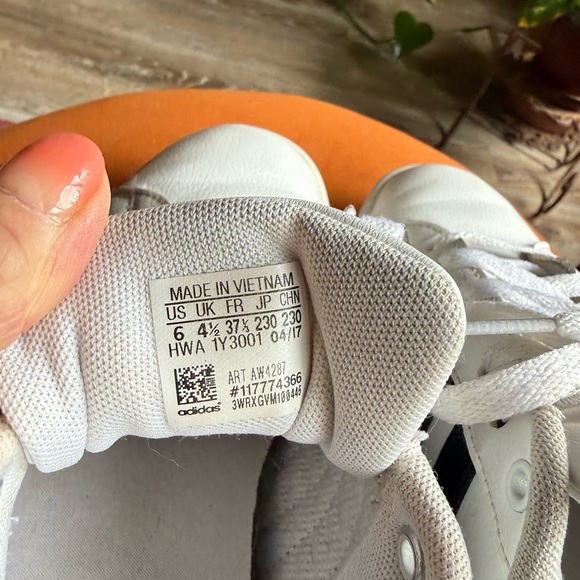 MADE IN VIETNAM
US UK FR JP CHN
6 4½ 37⅓ 230 230
HWA 1Y3001 04/17
ART AW4287
#117774366
3WRXGVM100446
adidas